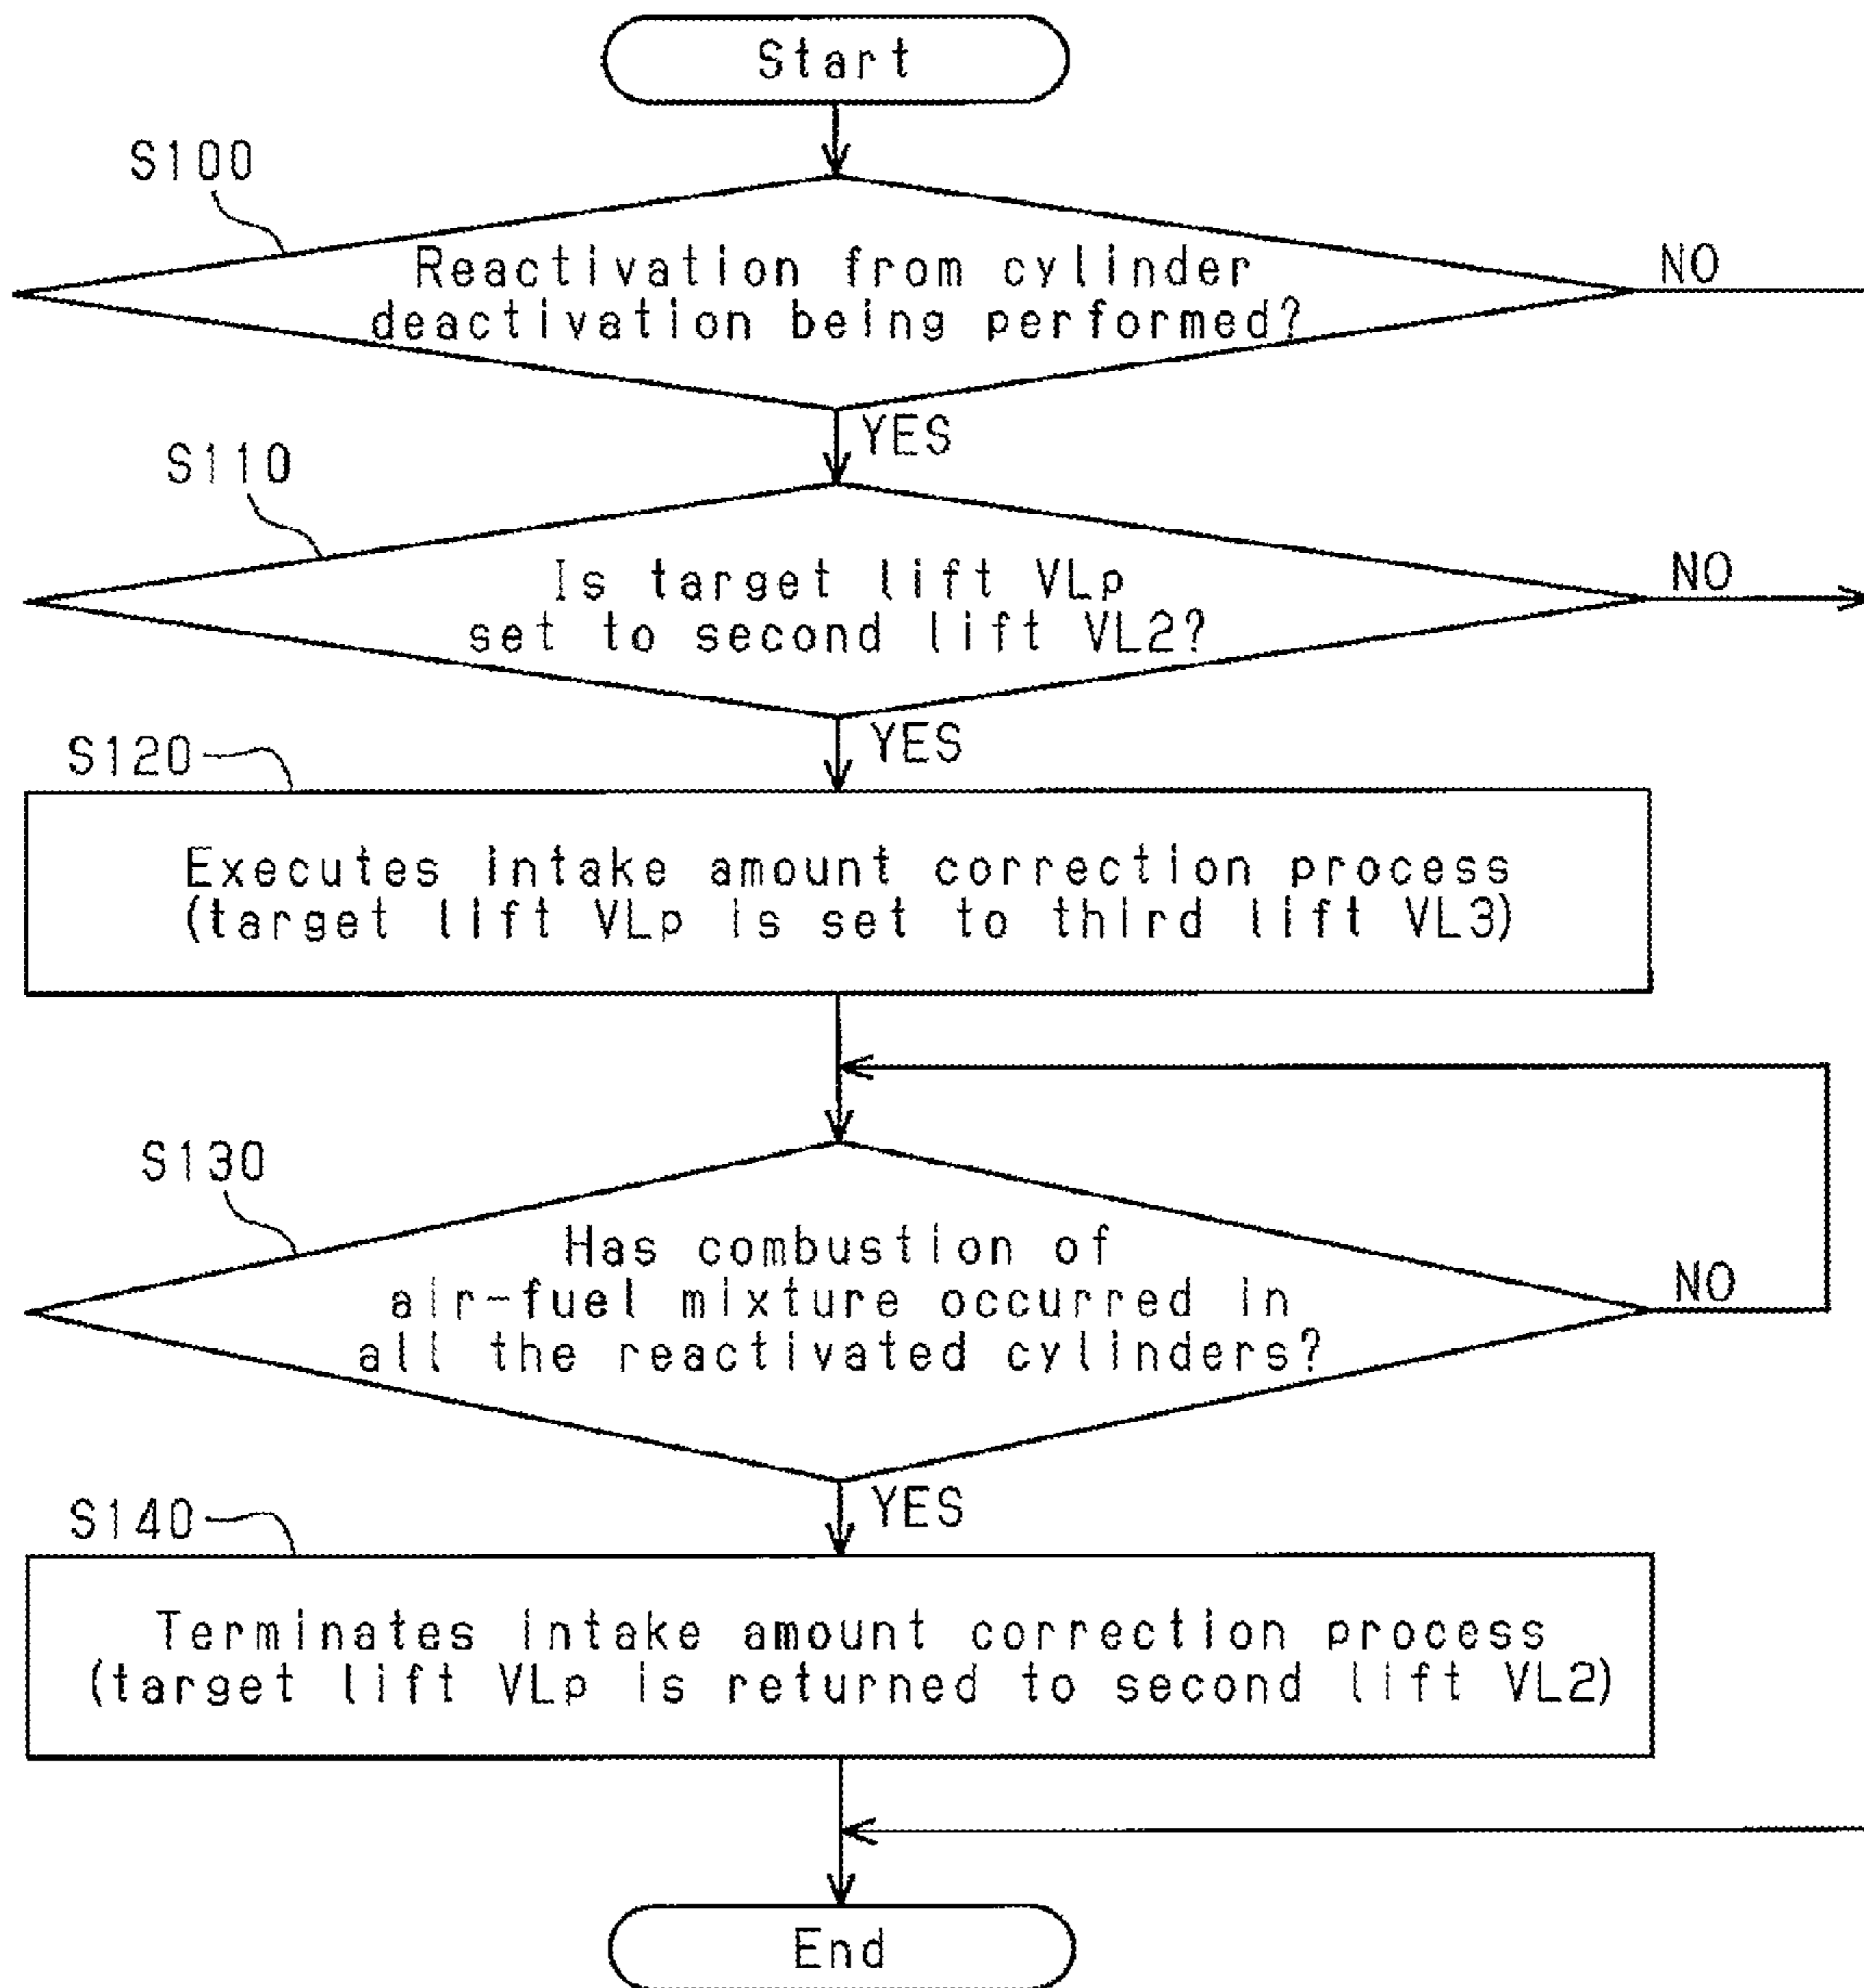 Start
S100
Reactivation from cylinder
deactivation being performed?
NO
YES
S110
Is target lift VLp
set to second lift VL2?
NO
YES
S120
Executes intake amount correction process
(target lift VLp is set to third lift VL3)
S130
Has combustion of
air-fuel mixture occurred in
all the reactivated cylinders?
NO
YES
S140
Terminates intake amount correction process
(target lift VLp is returned to second lift VL2)
End